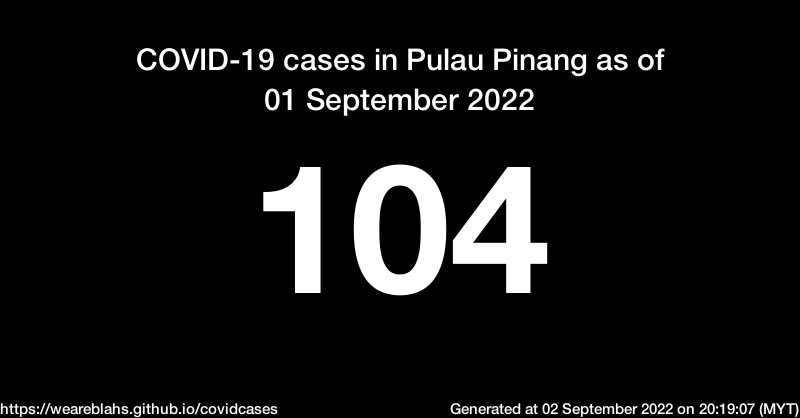 COVID-19 cases in Pulau Pinang as of
01 September 2022
104
https://weareblahs.github.io/covidcases
Generated at 02 September 2022 on 20:19:07 (MYT)